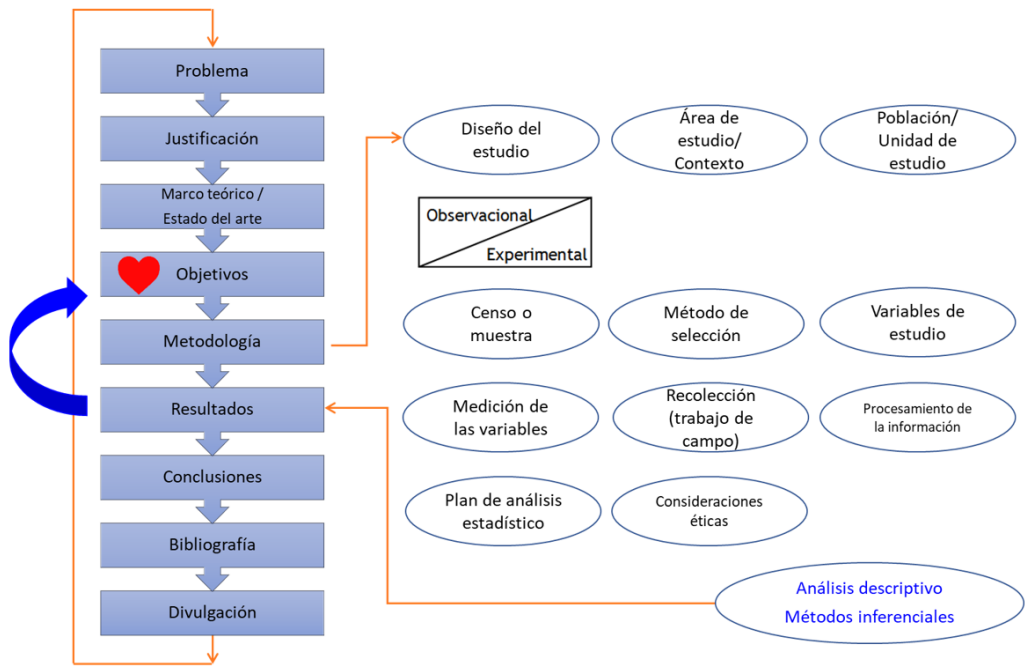 Problema
Justificación
Marco teórico /
Estado del arte
Objetivos
Metodología
Resultados
Conclusiones
Bibliografía
Divulgación
Diseño del
estudio
Área de
estudio/
Contexto
Población/
Unidad de
estudio
Observacional
Experimental
Censo o
muestra
Método de
selección
Variables de
estudio
Medición de
las variables
Recolección
(trabajo de
campo)
Procesamiento de
la información
Plan de análisis
estadístico
Consideraciones
éticas
Análisis descriptivo
Métodos inferenciales